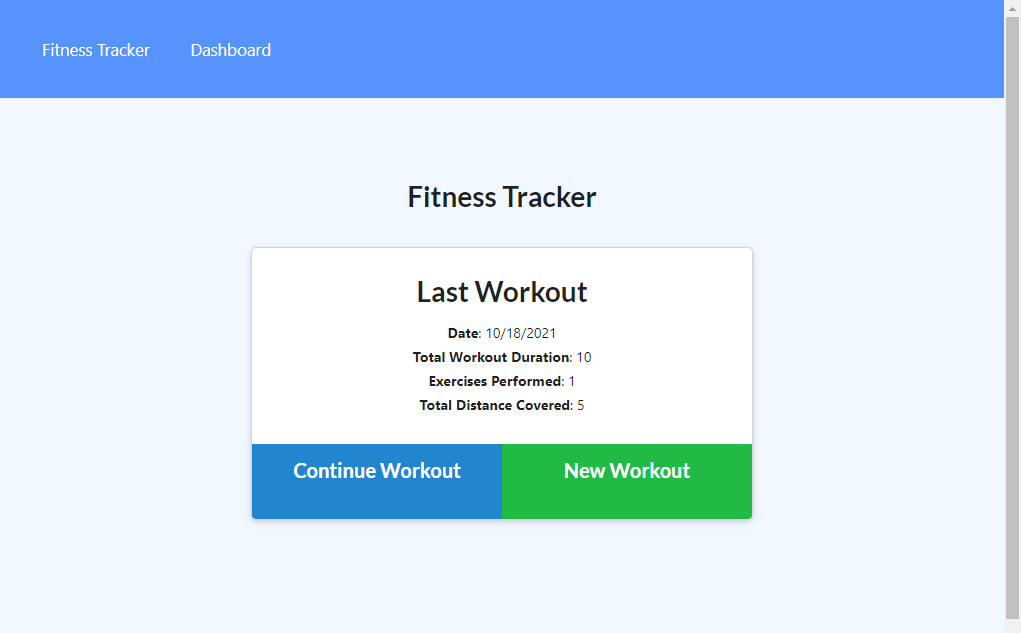 Fitness Tracker Dashboard
Fitness Tracker
Last Workout
Date: 10/18/2021
Total Workout Duration: 10
Exercises Performed: 1
Total Distance Covered: 5
Continue Workout New Workout